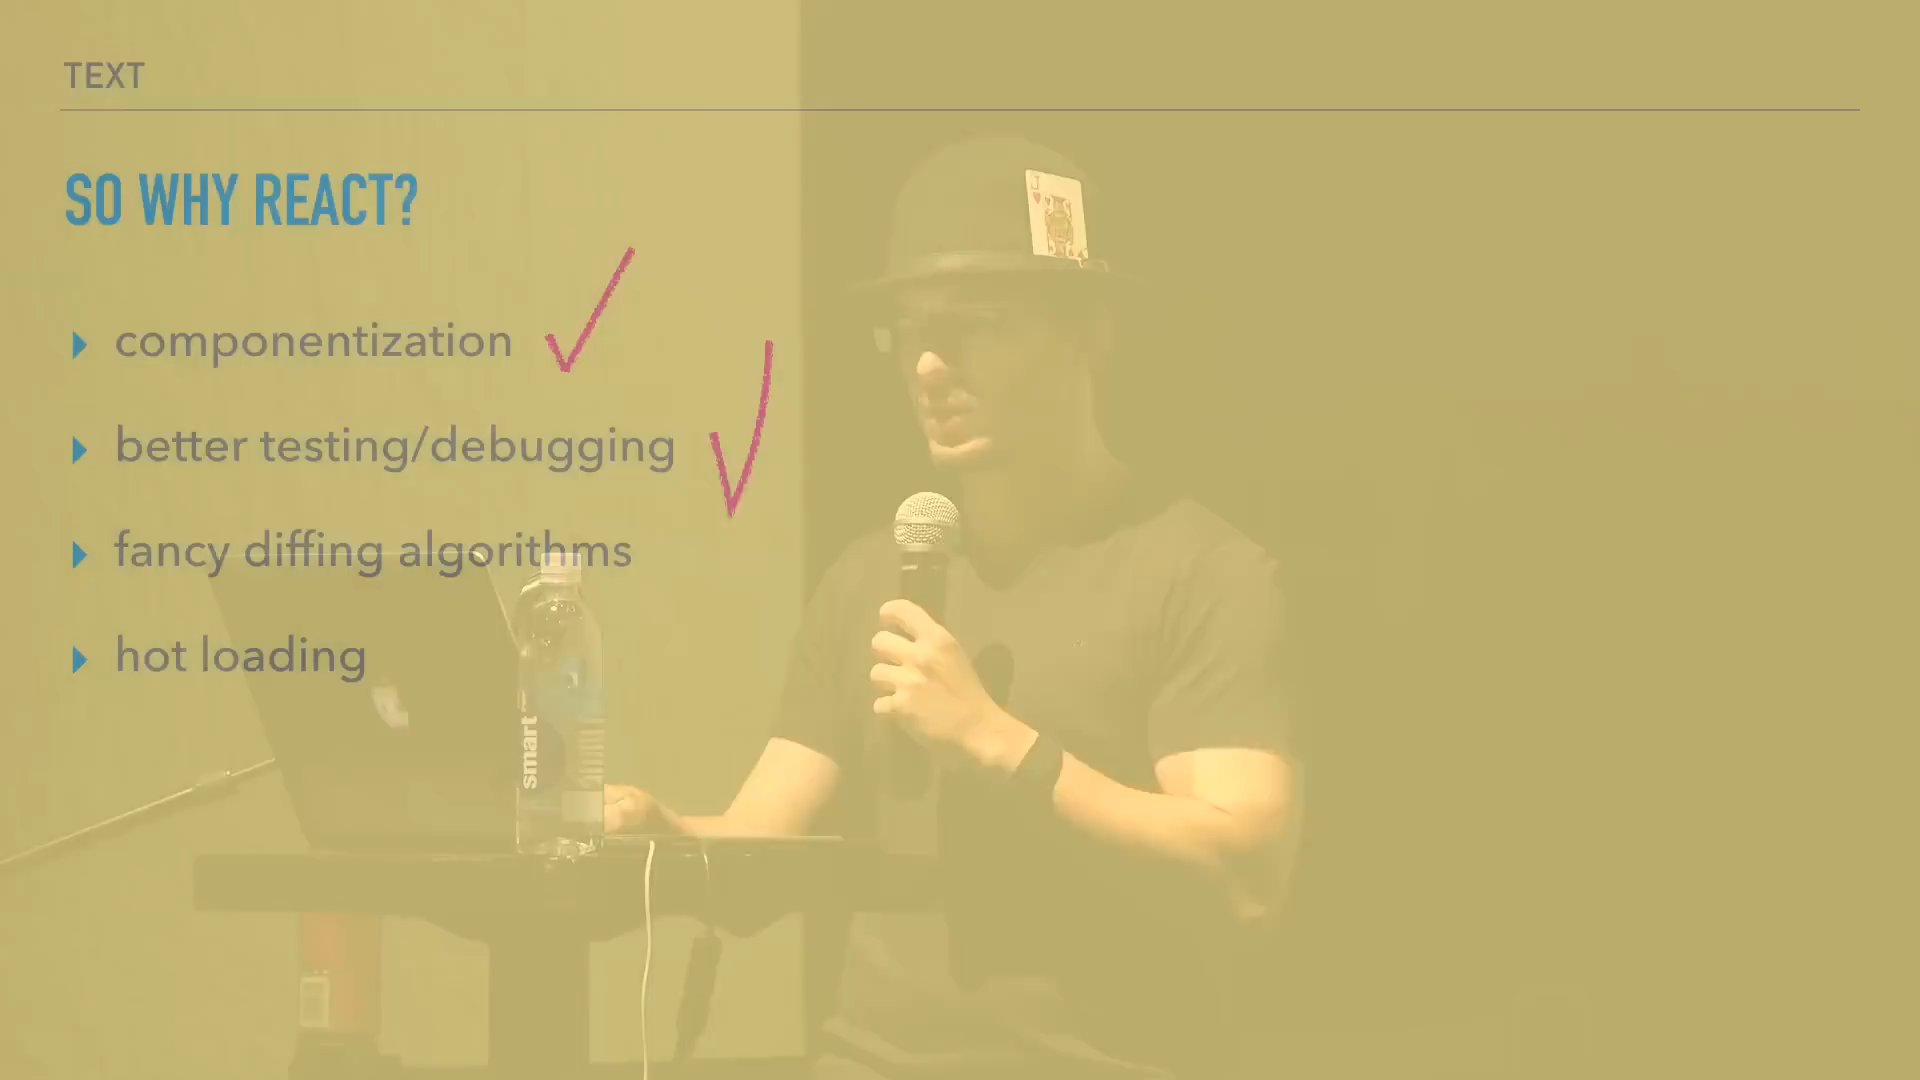 TEXT
SO WHY REACT?
componentization
better testing/debugging
fancy diffing algorithms
hot loading
J
smart